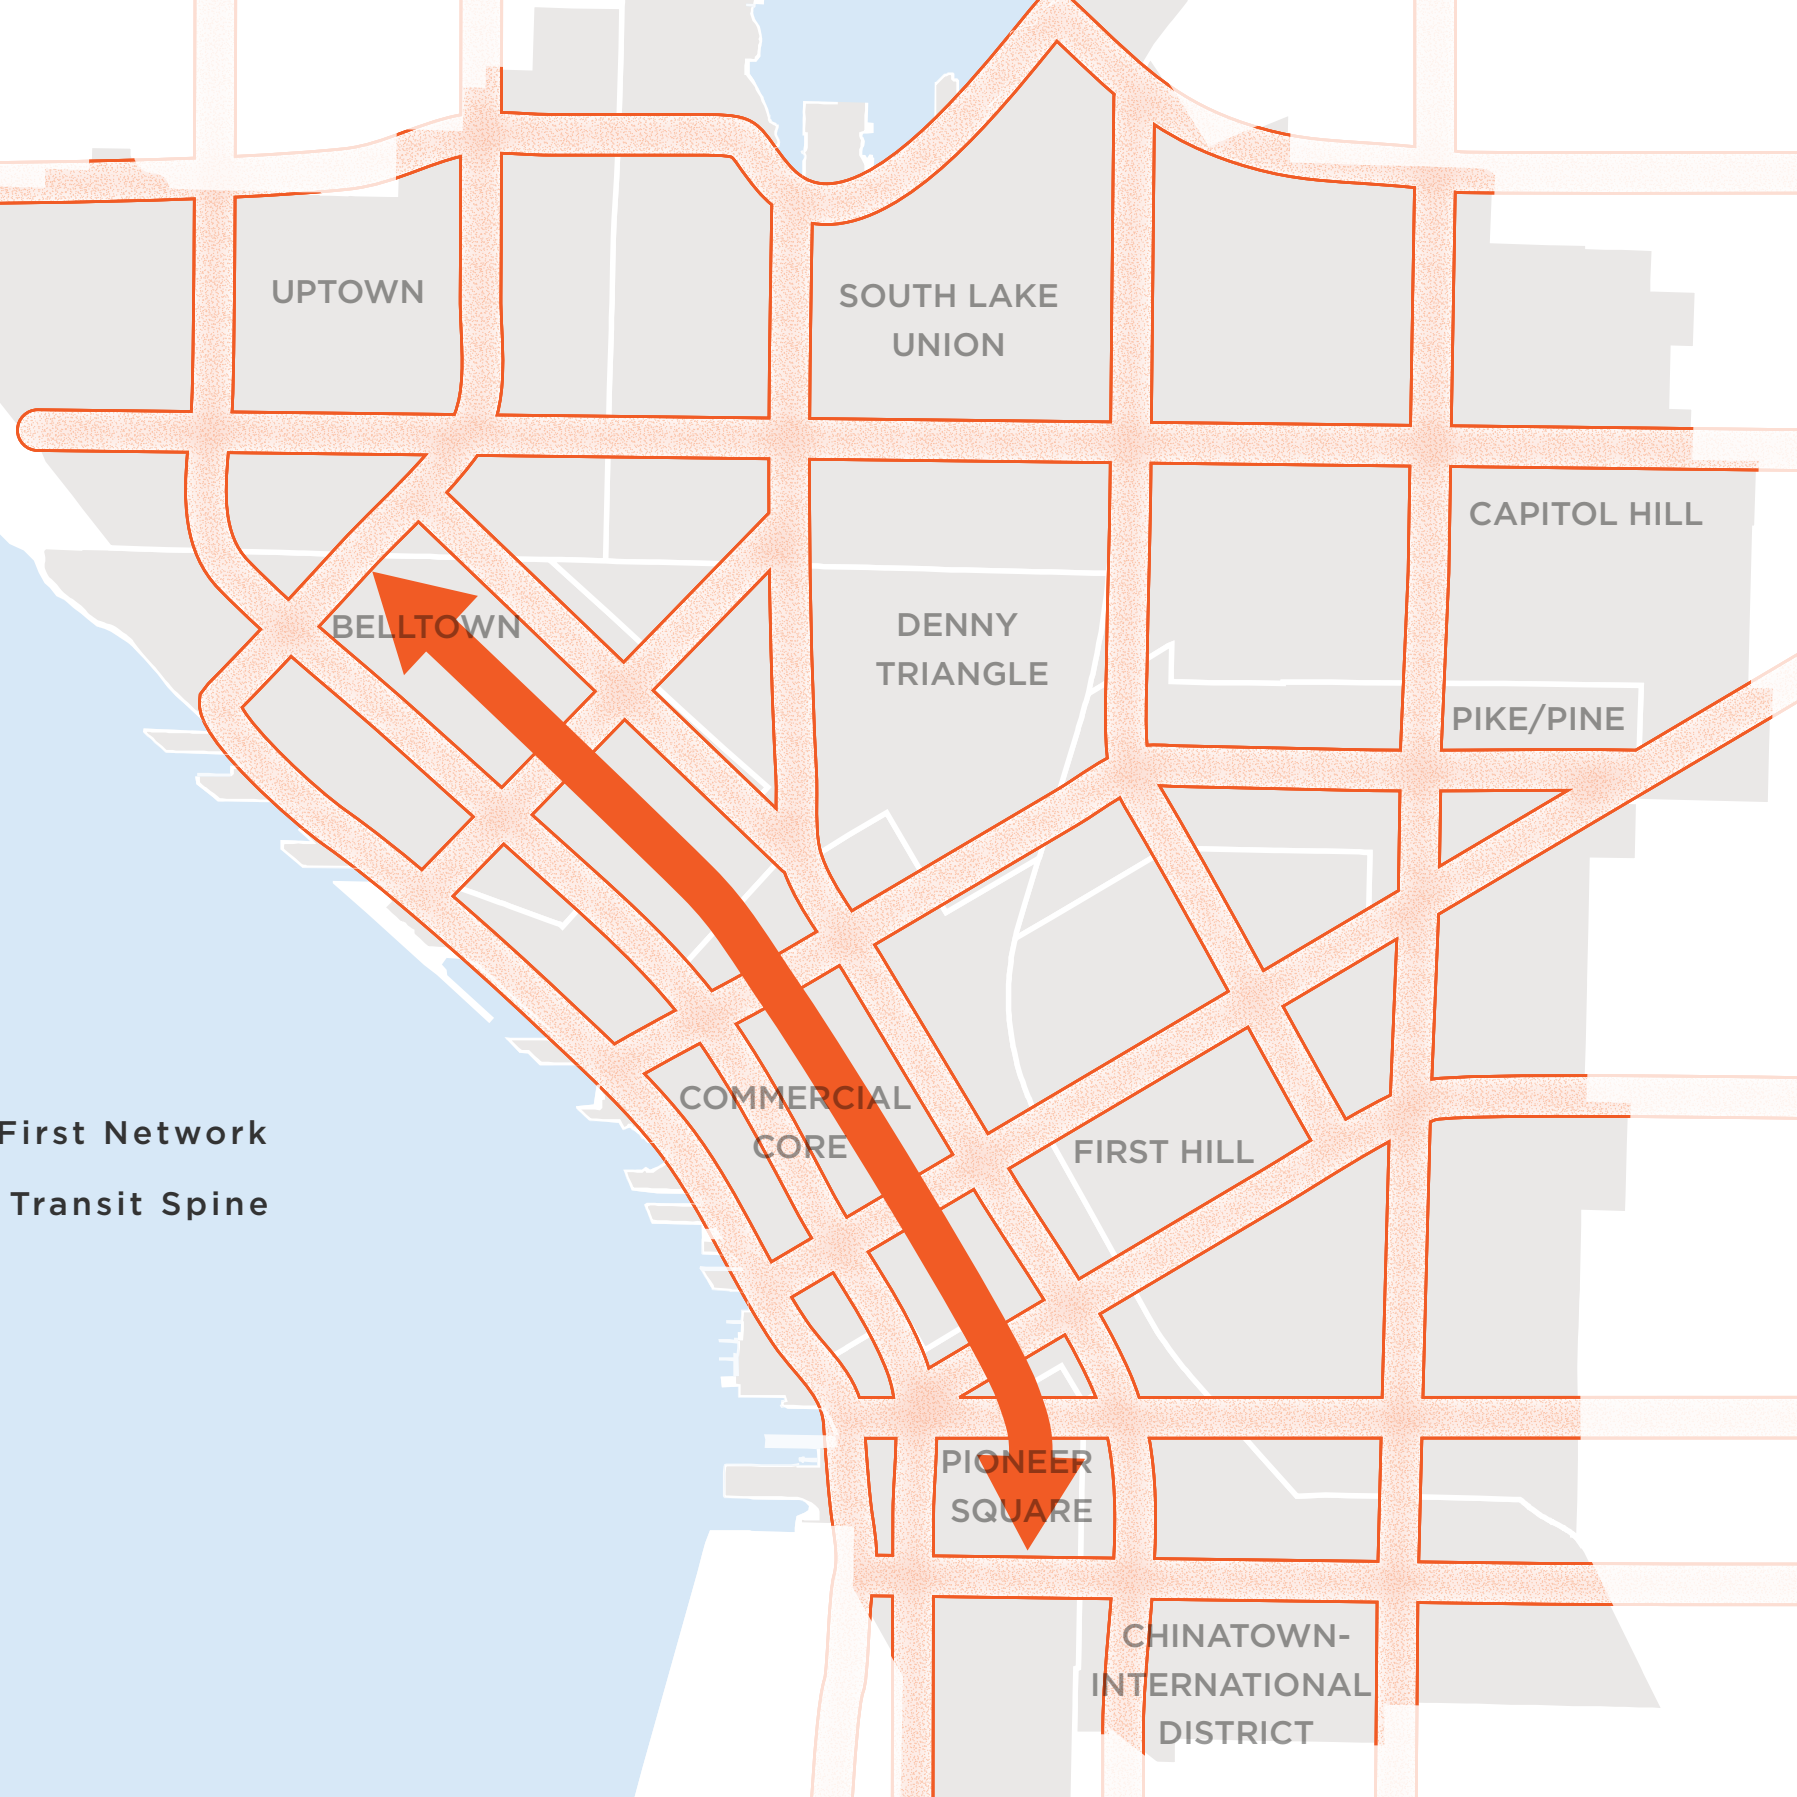 UPTOWN
SOUTH LAKE
UNION
CAPITOL HILL
BELLTOWN
DENNY
TRIANGLE
PIKE/PINE
COMMERCIAL
CORE
First Network
FIRST HILL
Transit Spine
PIONEER
SQUARE
CHINATOWN-
INTERNATIONAL
DISTRICT